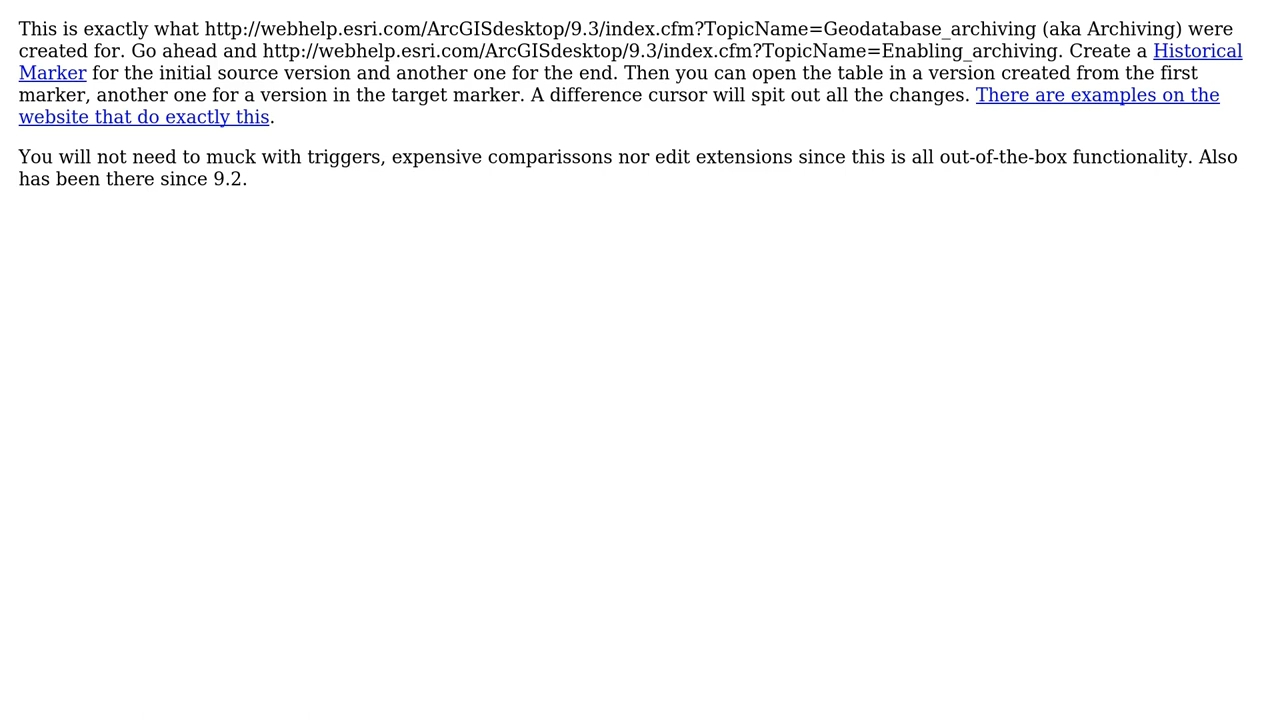 This is exactly what http://webhelp.esri.com/ArcGISdesktop/9.3/index.cfm?TopicName=Geodatabase_archiving (aka Archiving) were
created for. Go ahead and http://webhelp.esri.com/ArcGISdesktop/9.3/index.cfm?TopicName=Enabling_archiving. Create a Historical
Marker for the initial source version and another one for the end. Then you can open the table in a version created from the first
marker, another one for a version in the target marker. A difference cursor will spit out all the changes. There are examples on the
website that do exactly this.
You will not need to muck with triggers, expensive comparissons nor edit extensions since this is all out-of-the-box functionality. Also
has been there since 9.2.